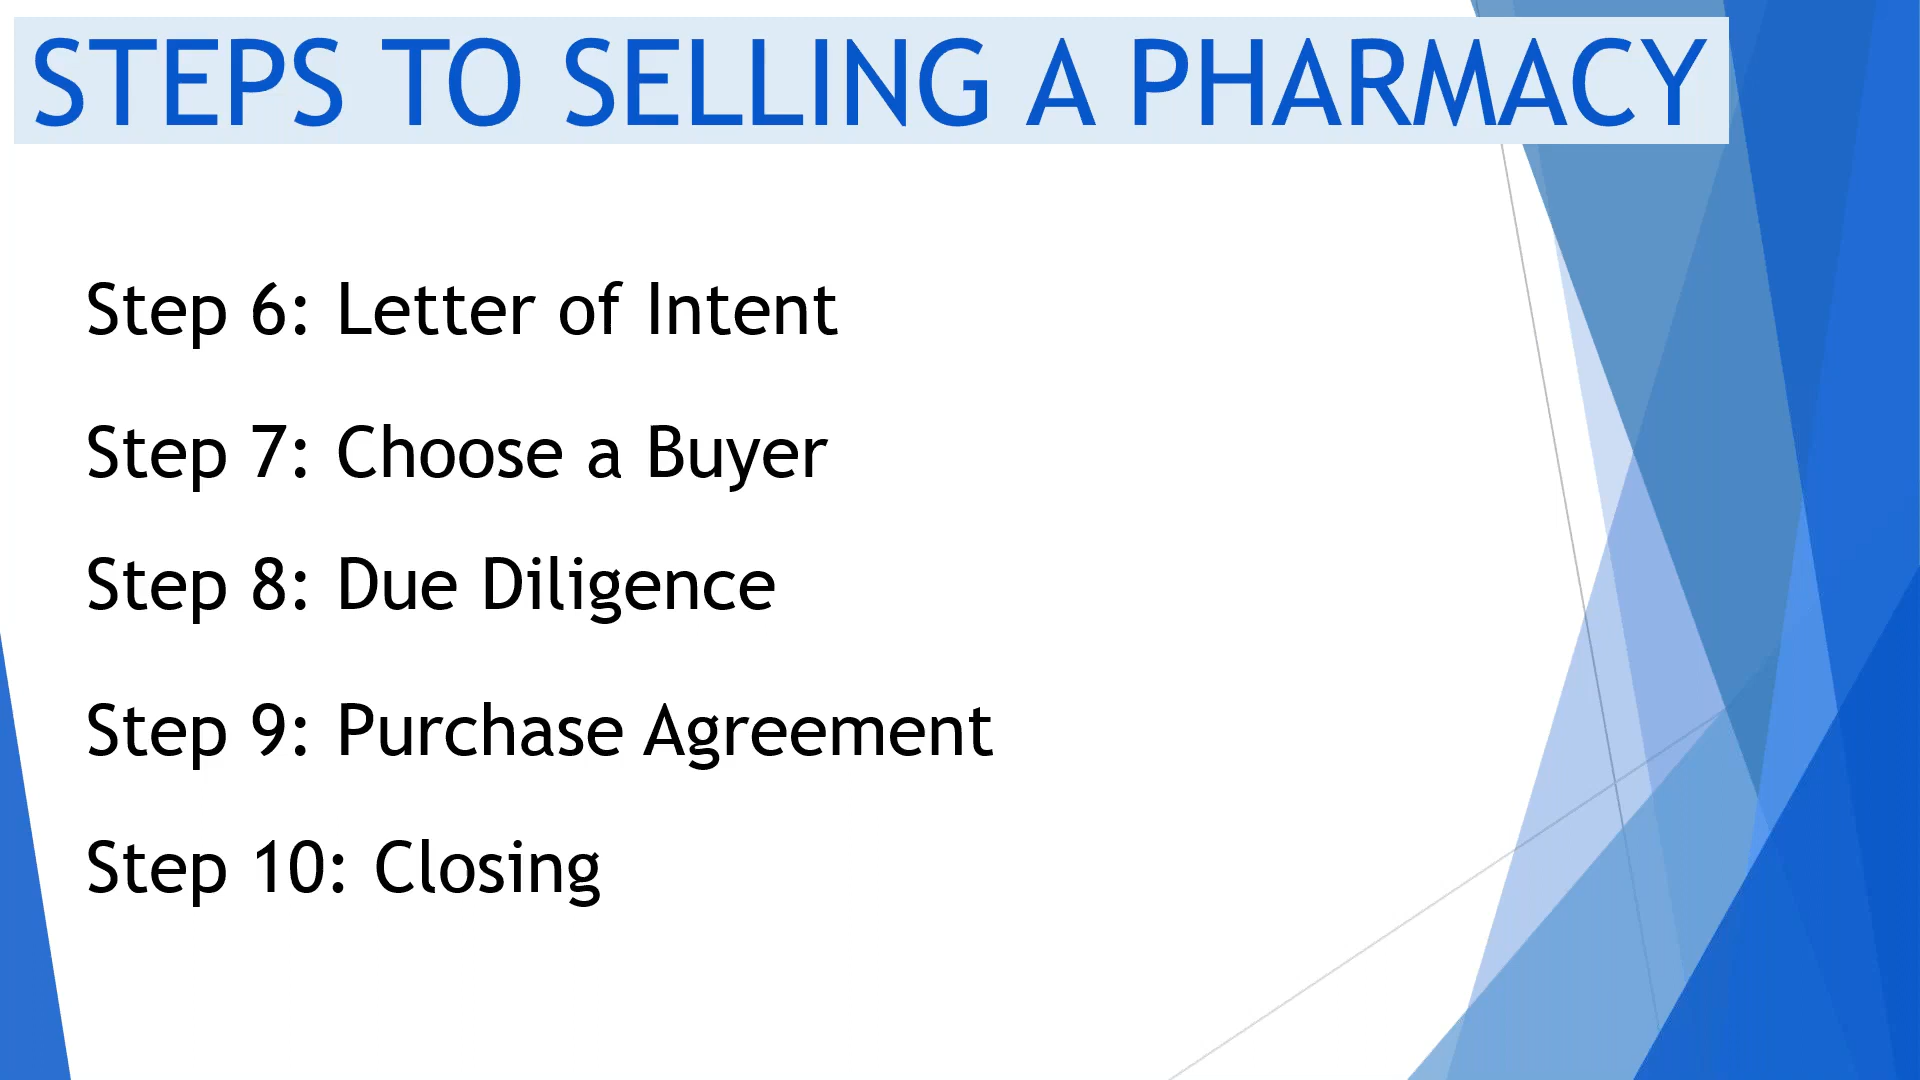 STEPS TO SELLING A PHARMACY
Step 6: Letter of Intent
Step 7: Choose a Buyer
Step 8: Due Diligence
Step 9: Purchase Agreement
Step 10: Closing